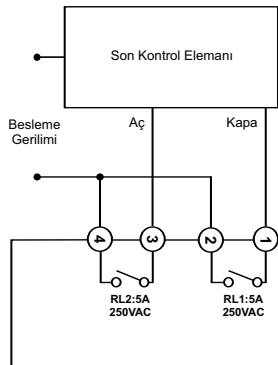 Son Kontrol Elemanı
Besleme
Gerilimi
Aç
Kapa
4
3
2
1
RL2:5A
250VAC
RL1:5A
250VAC